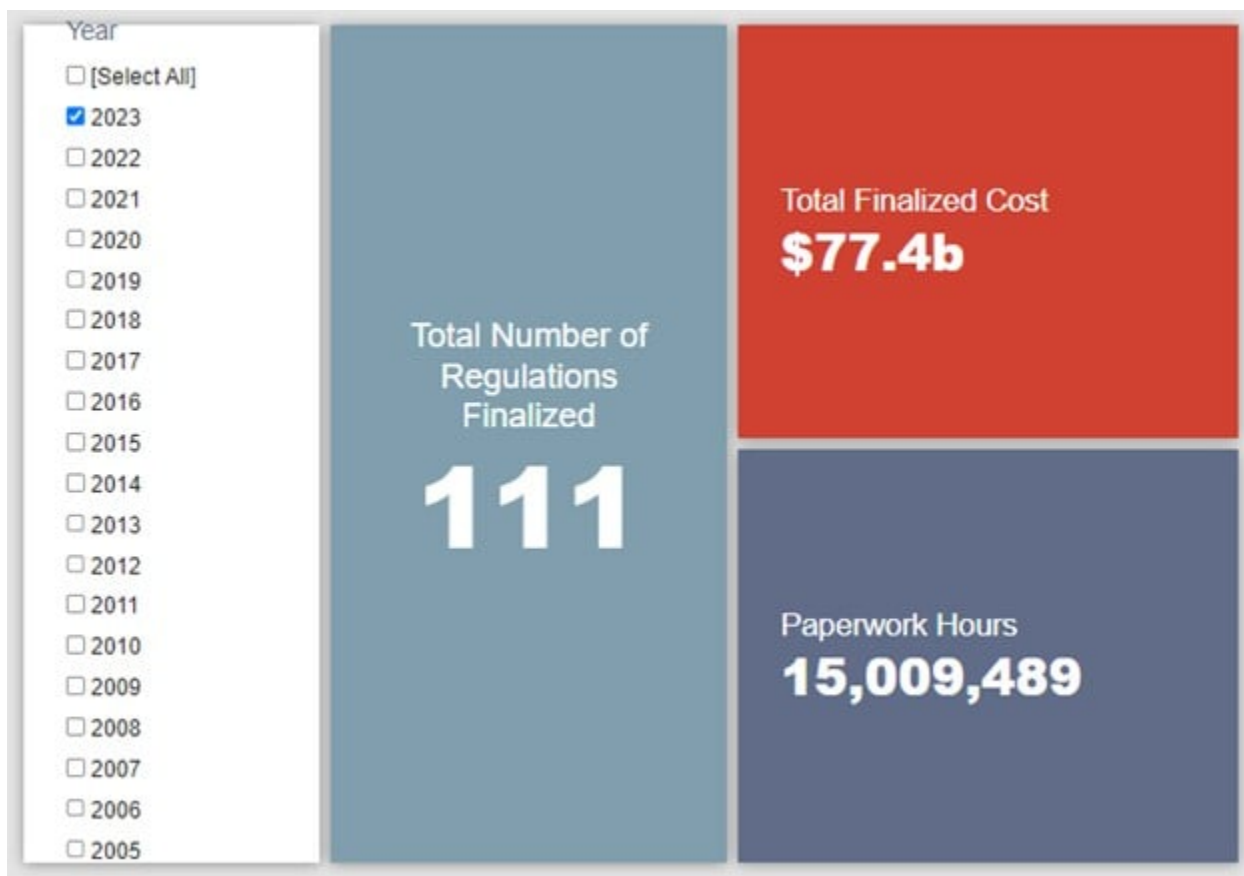 Year
[Select All]
2023
2022
2021
2020
2019
2018
2017
2016
2015
2014
2013
2012
2011
2010
2009
2008
2007
2006
2005
Total Number of
Regulations
Finalized
111
Total Finalized Cost
$77.4b
Paperwork Hours
15,009,489